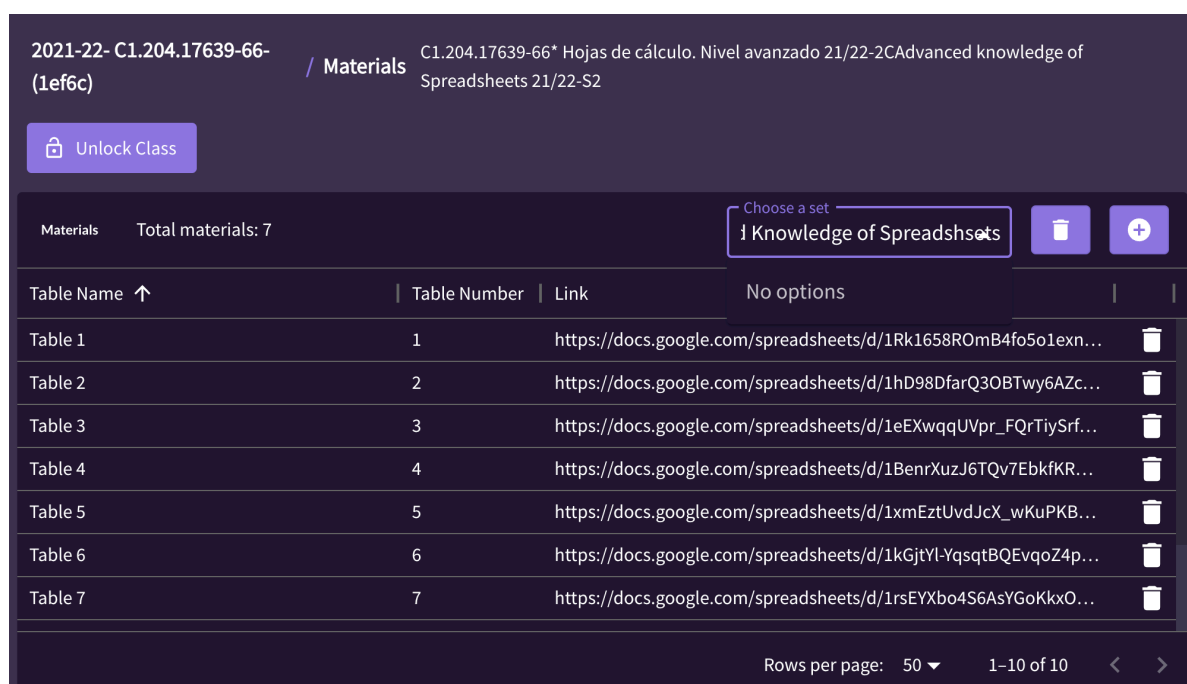 2021-22- C1.204.17639-66-
(1ef6c)
/ Materials
C1.204.17639-66* Hojas de cálculo. Nivel avanzado 21/22-2CAdvanced knowledge of
Spreadsheets 21/22-S2
Unlock Class
Materials Total materials: 7
Choose a set
d Knowledge of Spreadshsets
No options
Table Name Table Number Link
Table 1 1 https://docs.google.com/spreadsheets/d/1Rk1658ROmB4fo5o1exn...
Table 2 2 https://docs.google.com/spreadsheets/d/1hD98DfarQ3OBTwy6AZc...
Table 3 3 https://docs.google.com/spreadsheets/d/1eEXwqqUVpr_FQrTiySrf...
Table 4 4 https://docs.google.com/spreadsheets/d/1BenrXuzJ6TQv7EbkfKR...
Table 5 5 https://docs.google.com/spreadsheets/d/1xmEztUvdJcX_wKuPKB...
Table 6 6 https://docs.google.com/spreadsheets/d/1kGjtYl-YqsqtBQEvqoZ4p...
Table 7 7 https://docs.google.com/spreadsheets/d/1rsEYXbo4S6AsYGoKkxO...
Rows per page: 50 1–10 of 10